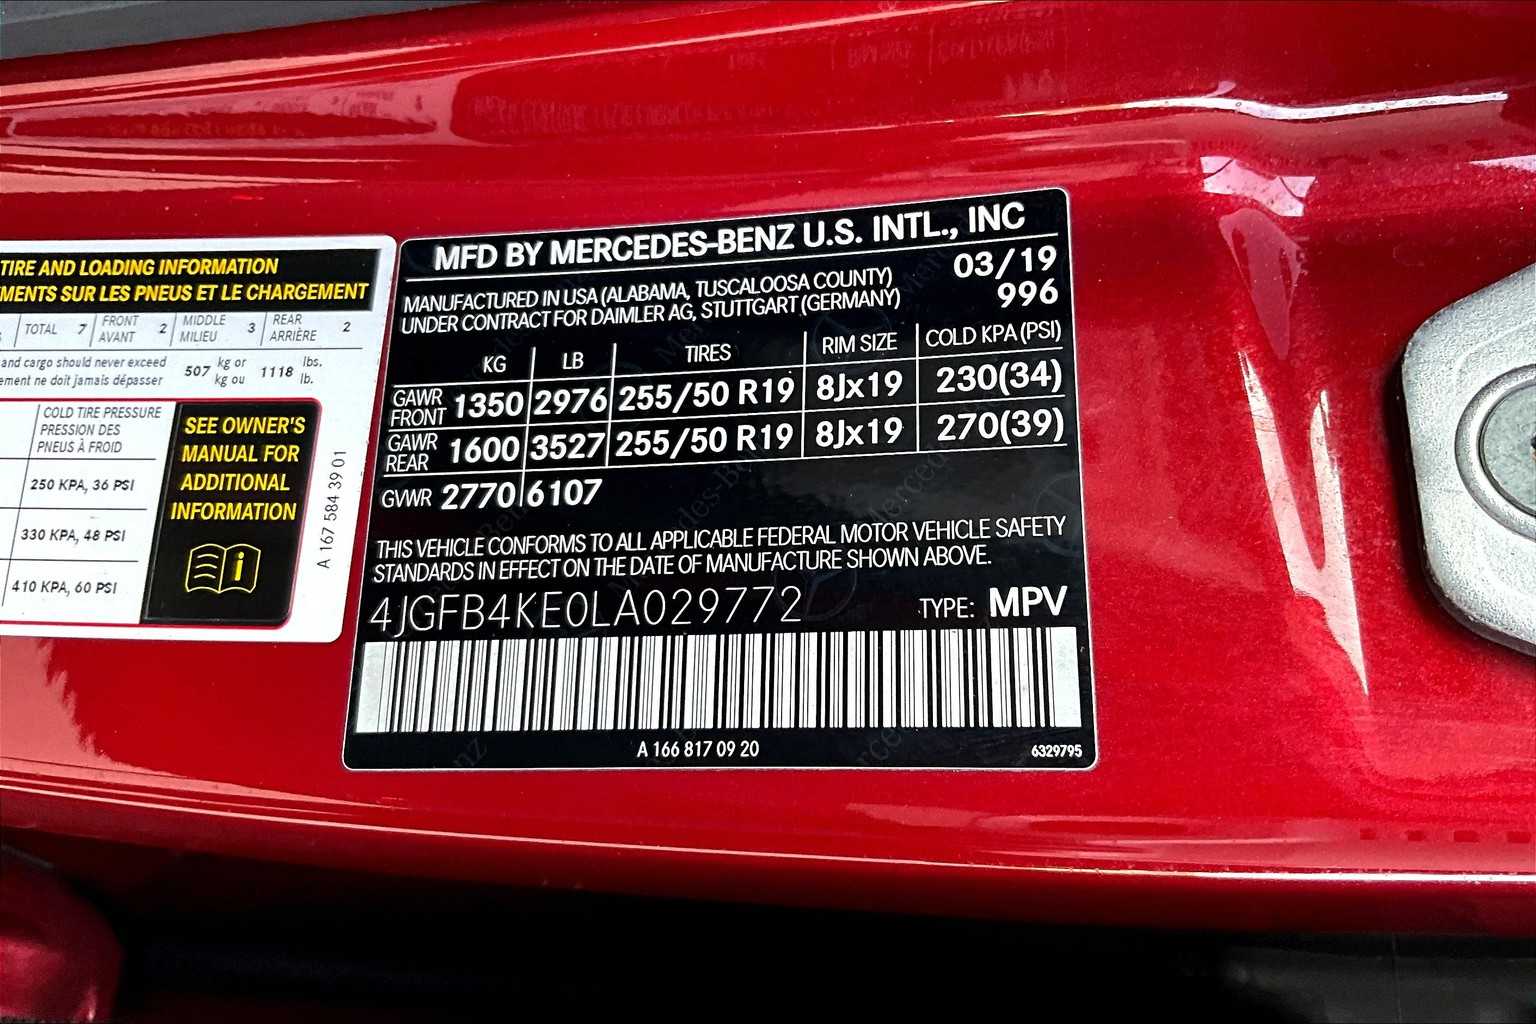 TIRE AND LOADING INFORMATION
MENTS SUR LES PNEUS ET LE CHARGEMENT
TOTAL 7 FRONT AVANT 2 MIDDLE MILIEU 3 REAR ARRIÈRE 2
and cargo should never exceed 507 kg or 1118 lbs.
ement ne doit jamais dépasser kg ou lb.
COLD TIRE PRESSURE
PRESSION DES
PNEUS À FROID
250 KPA, 36 PSI
330 KPA, 48 PSI
410 KPA, 60 PSI
SEE OWNER'S
MANUAL FOR
ADDITIONAL
INFORMATION
A 167 584 39 01
MFD BY MERCEDES-BENZ U.S. INTL., INC
MANUFACTURED IN USA (ALABAMA, TUSCALOOSA COUNTY) 03/19
UNDER CONTRACT FOR DAIMLER AG, STUTTGART (GERMANY) 996
KG LB TIRES RIM SIZE COLD KPA (PSI)
GAWR FRONT 1350 2976 255/50 R19 8Jx19 230(34)
GAWR REAR 1600 3527 255/50 R19 8Jx19 270(39)
GVWR 2770 6107
THIS VEHICLE CONFORMS TO ALL APPLICABLE FEDERAL MOTOR VEHICLE SAFETY
STANDARDS IN EFFECT ON THE DATE OF MANUFACTURE SHOWN ABOVE.
4JGFB4KE0LA029772 TYPE: MPV
A 166 817 09 20 6329795